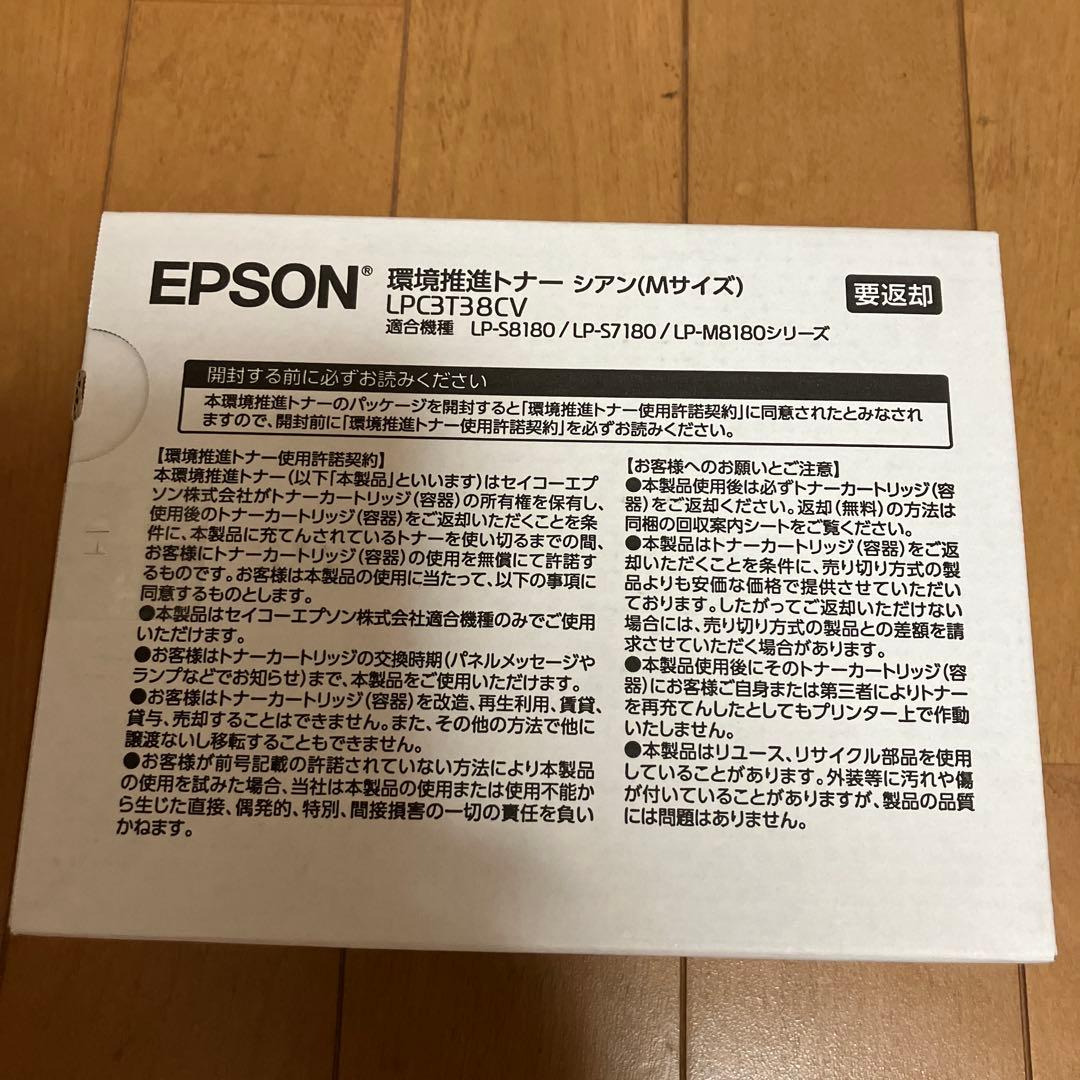 EPSON® 環境推進トナー シアン(Mサイズ)
LPC3T38CV
要返却
適合機種 LP-S8180/LP-S7180/LP-M8180シリーズ
開封する前に必ずお読みください
本環境推進トナーのパッケージを開封すると「環境推進トナー使用許諾契約」に同意されたとみなされ
ますので、開封前に「環境推進トナー使用許諾契約」を必ずお読みください。
【環境推進トナー使用許諾契約】
本環境推進トナー(以下「本製品」といいます)はセイコーエプ
ソン株式会社がトナーカートリッジ(容器)の所有権を保有し、
使用後のトナーカートリッジ(容器)をご返却いただくことを条
件に、本製品に充てんされているトナーを使い切るまでの間、
お客様にトナーカートリッジ(容器)の使用を無償にて許諾す
るものです。お客様は本製品の使用に当たって、以下の事項に
同意するものとします。
●本製品はセイコーエプソン株式会社適合機種のみでご使用
いただけます。
●お客様はトナーカートリッジの交換時期(パネルメッセージや
ランプなどでお知らせ)まで、本製品をご使用いただけます。
●お客様はトナーカートリッジ(容器)を改造、再生利用、賃貸、
貸与、売却することはできません。また、その他の方法で他に
譲渡ないし移転することもできません。
●お客様が前号記載の許諾されていない方法により本製品
の使用を試みた場合、当社は本製品の使用または使用不能か
ら生じた直接、偶発的、特別、間接損害の一切の責任を負い
かねます。
【お客様へのお願いとご注意】
●本製品使用後は必ずトナーカートリッジ(容
器)をご返却ください。返却(無料)の方法は
同梱の回収案内シートをご覧ください。
●本製品はトナーカートリッジ(容器)をご返
却いただくことを条件に、売り切り方式の製
品よりも安価な価格で提供させていただい
ております。したがってご返却いただけない
場合には、売り切り方式の製品との差額を請
求させていただく場合があります。
●本製品使用後にそのトナーカートリッジ(容
器)にお客様ご自身または第三者によりトナー
を再充てんしたとしてもプリンター上で作動
いたしません。
●本製品はリユース、リサイクル部品を使用
していることがあります。外装等に汚れや傷
が付いていることがありますが、製品の品質
には問題はありません。